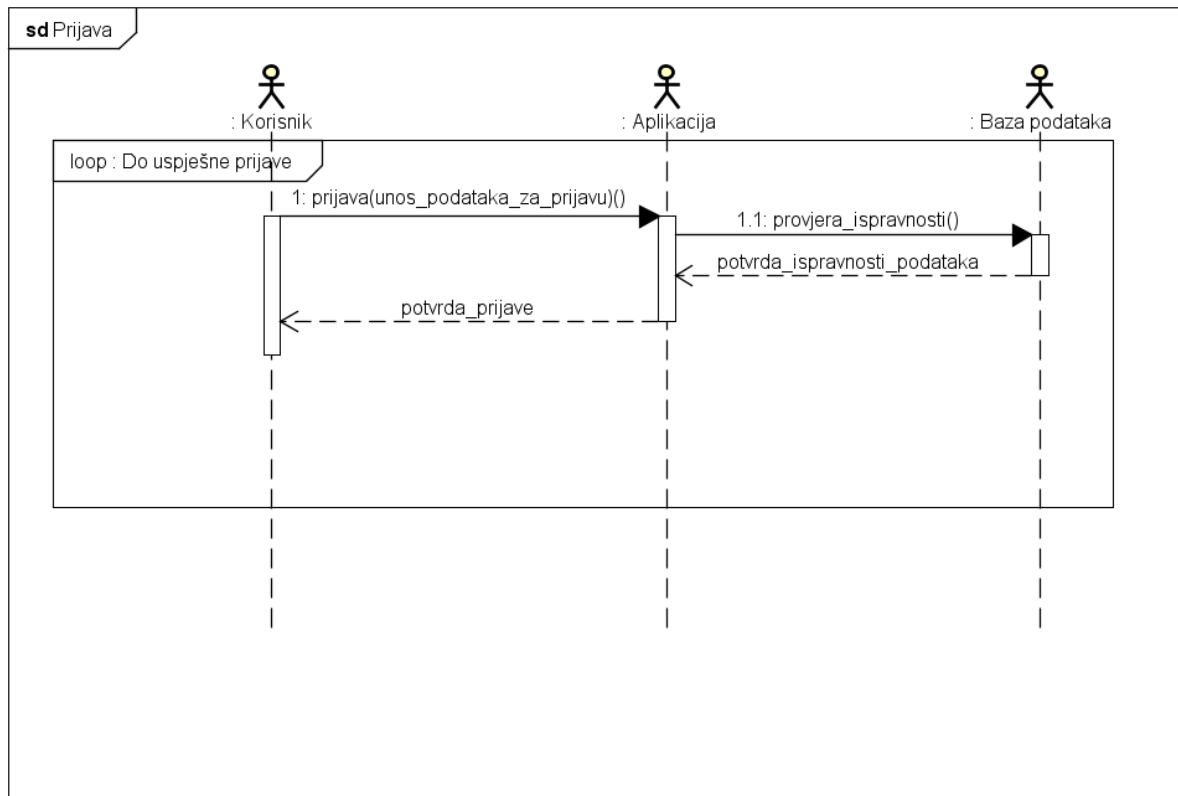 sd Prijava
: Korisnik
: Aplikacija
: Baza podataka
loop : Do uspješne prijave
1: prijava(unos_podataka_za_prijavu)()
1.1: provjera_ispravnosti()
potvrda_ispravnosti_podataka
potvrda_prijave